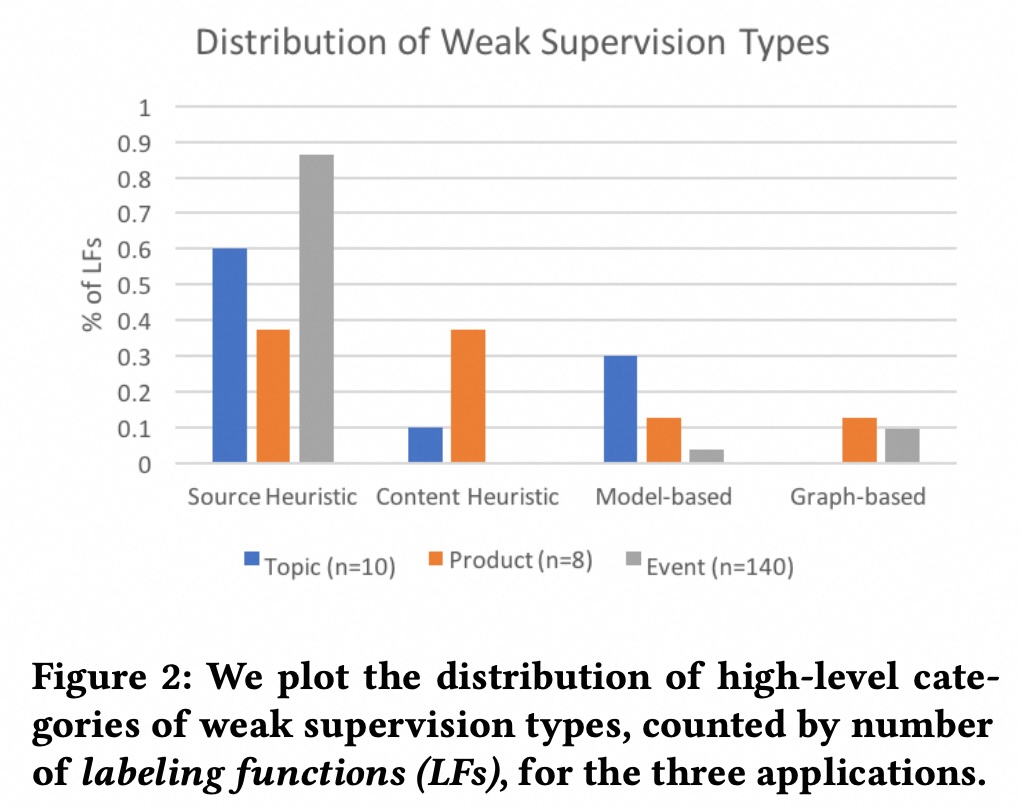 Distribution of Weak Supervision Types
% of LFs
1
0.9
0.8
0.7
0.6
0.5
0.4
0.3
0.2
0.1
0
Source Heuristic Content Heuristic Model-based Graph-based
Topic (n=10) Product (n=8) Event (n=140)
Figure 2: We plot the distribution of high-level cate-
gories of weak supervision types, counted by number
of labeling functions (LFs), for the three applications.